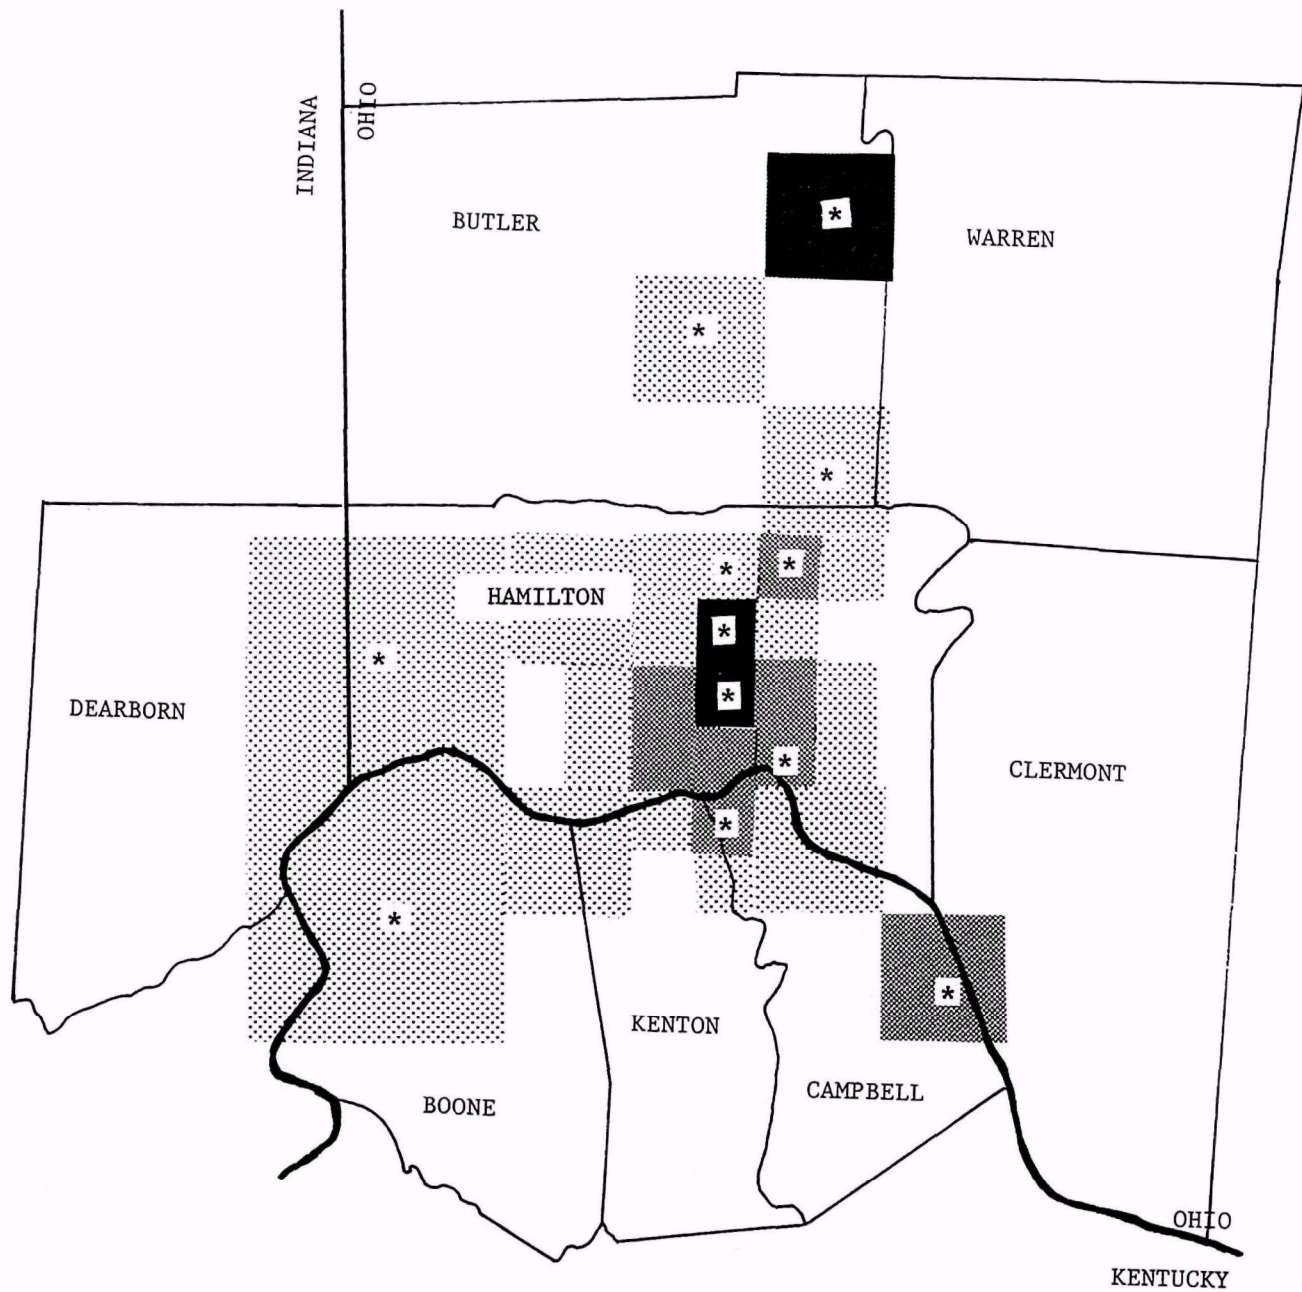 INDIANA
OHIO
BUTLER
*
WARREN
*
*
*
*
HAMILTON
*
*
*
DEARBORN
*
CLERMONT
*
*
*
KENTON
CAMPBELL
BOONE
OHIO
KENTUCKY